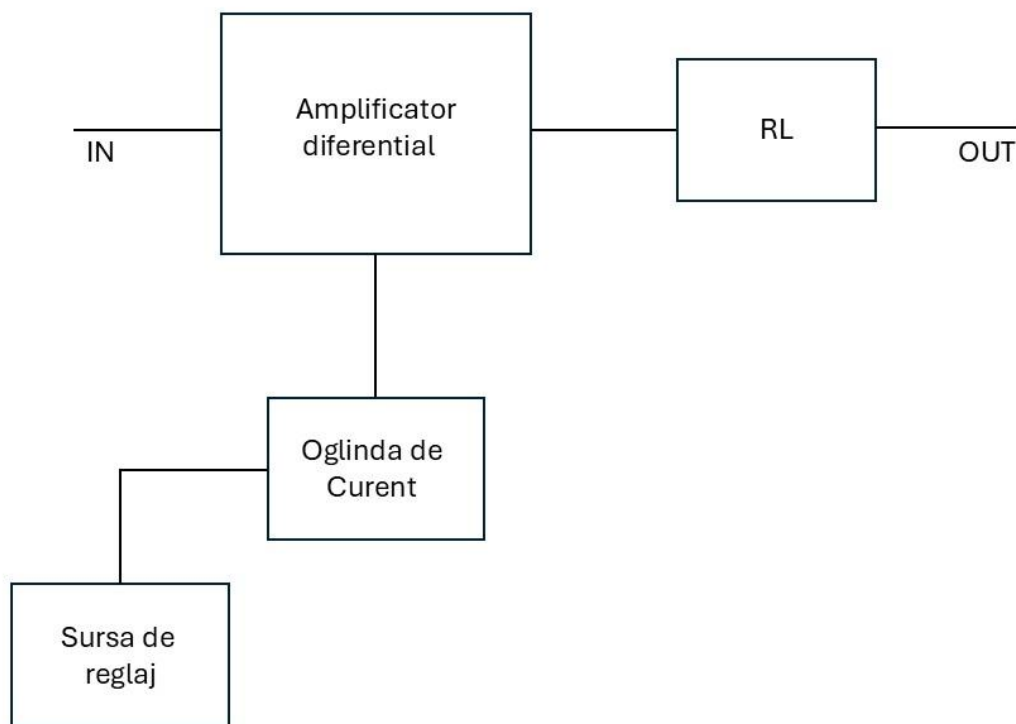 Amplificator
diferential
RL
IN
OUT
Oglinda de
Curent
Sursa de
reglaj